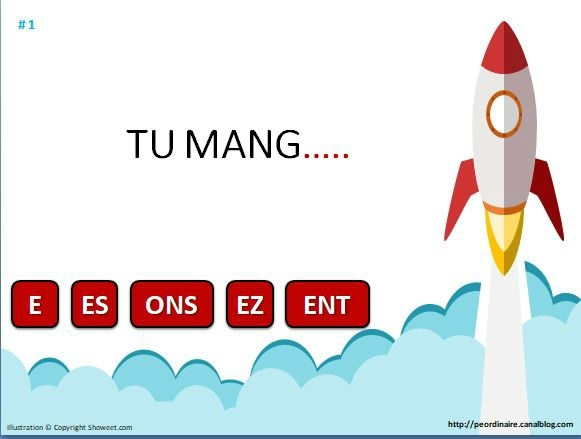 #1
TU MANG.....
E ES ONS EZ ENT
Illustration © Copyright Showeet.com
http://peordinaire.canalblog.com